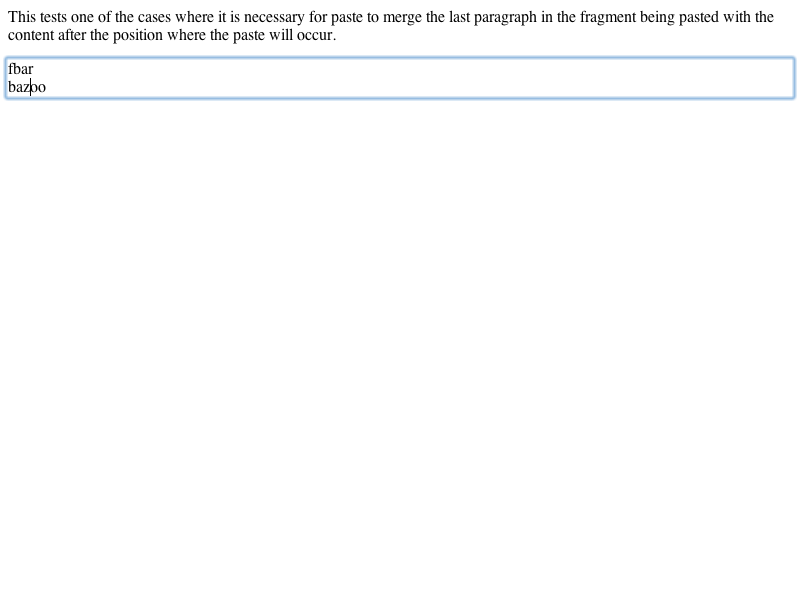 This tests one of the cases where it is necessary for paste to merge the last paragraph in the fragment being pasted with the
content after the position where the paste will occur.
fbar
bazoo